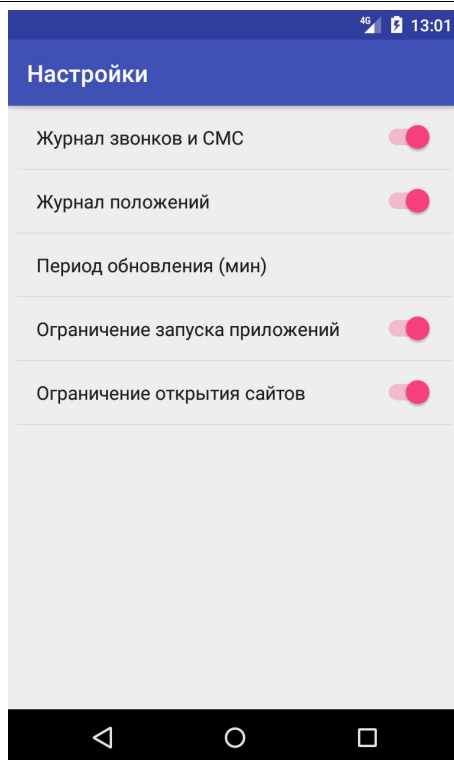 4G 13:01
Настройки
Журнал звонков и СМС
Журнал положений
Период обновления (мин)
Ограничение запуска приложений
Ограничение открытия сайтов